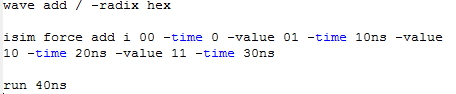 wave add / -radix hex
isim force add i 00 -time 0 -value 01 -time 10ns -value
10 -time 20ns -value 11 -time 30ns
run 40ns